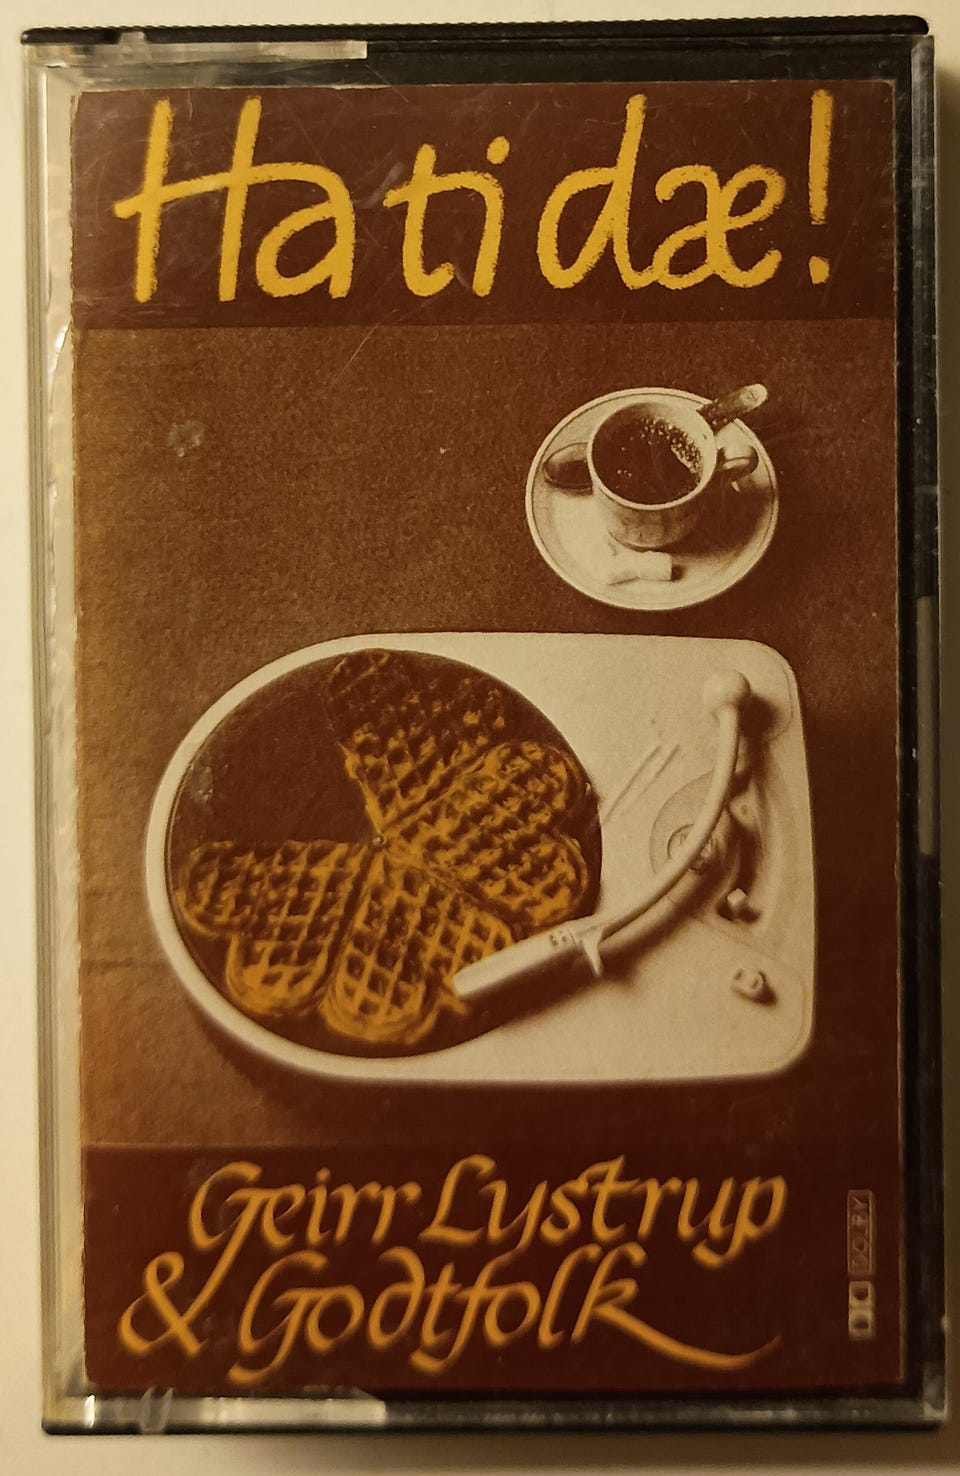 Ha ti dæ!
Geirr Lystrup
& Godtfolk
DOLBY